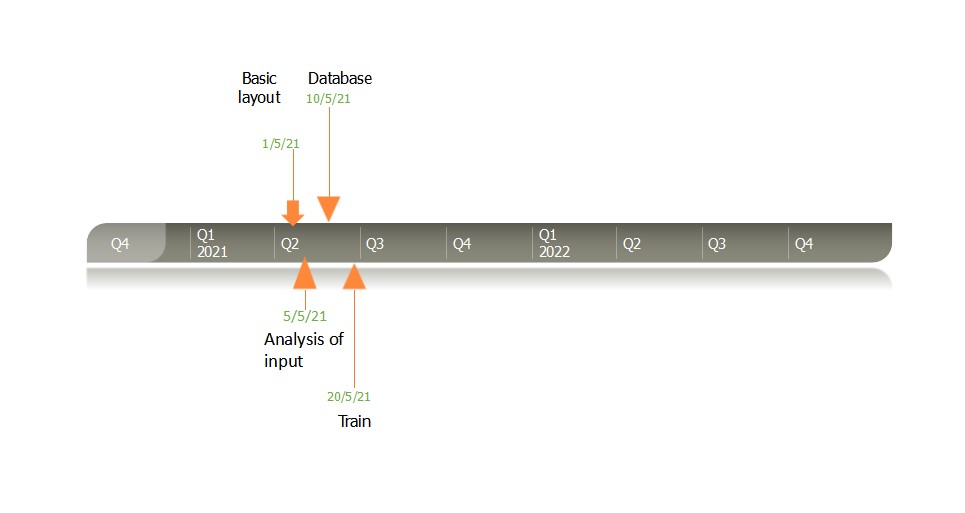 Basic
layout
Database
10/5/21
1/5/21
Q4
Q1
2021
Q2
Q3
Q4
Q1
2022
Q2
Q3
Q4
5/5/21
Analysis of
input
20/5/21
Train